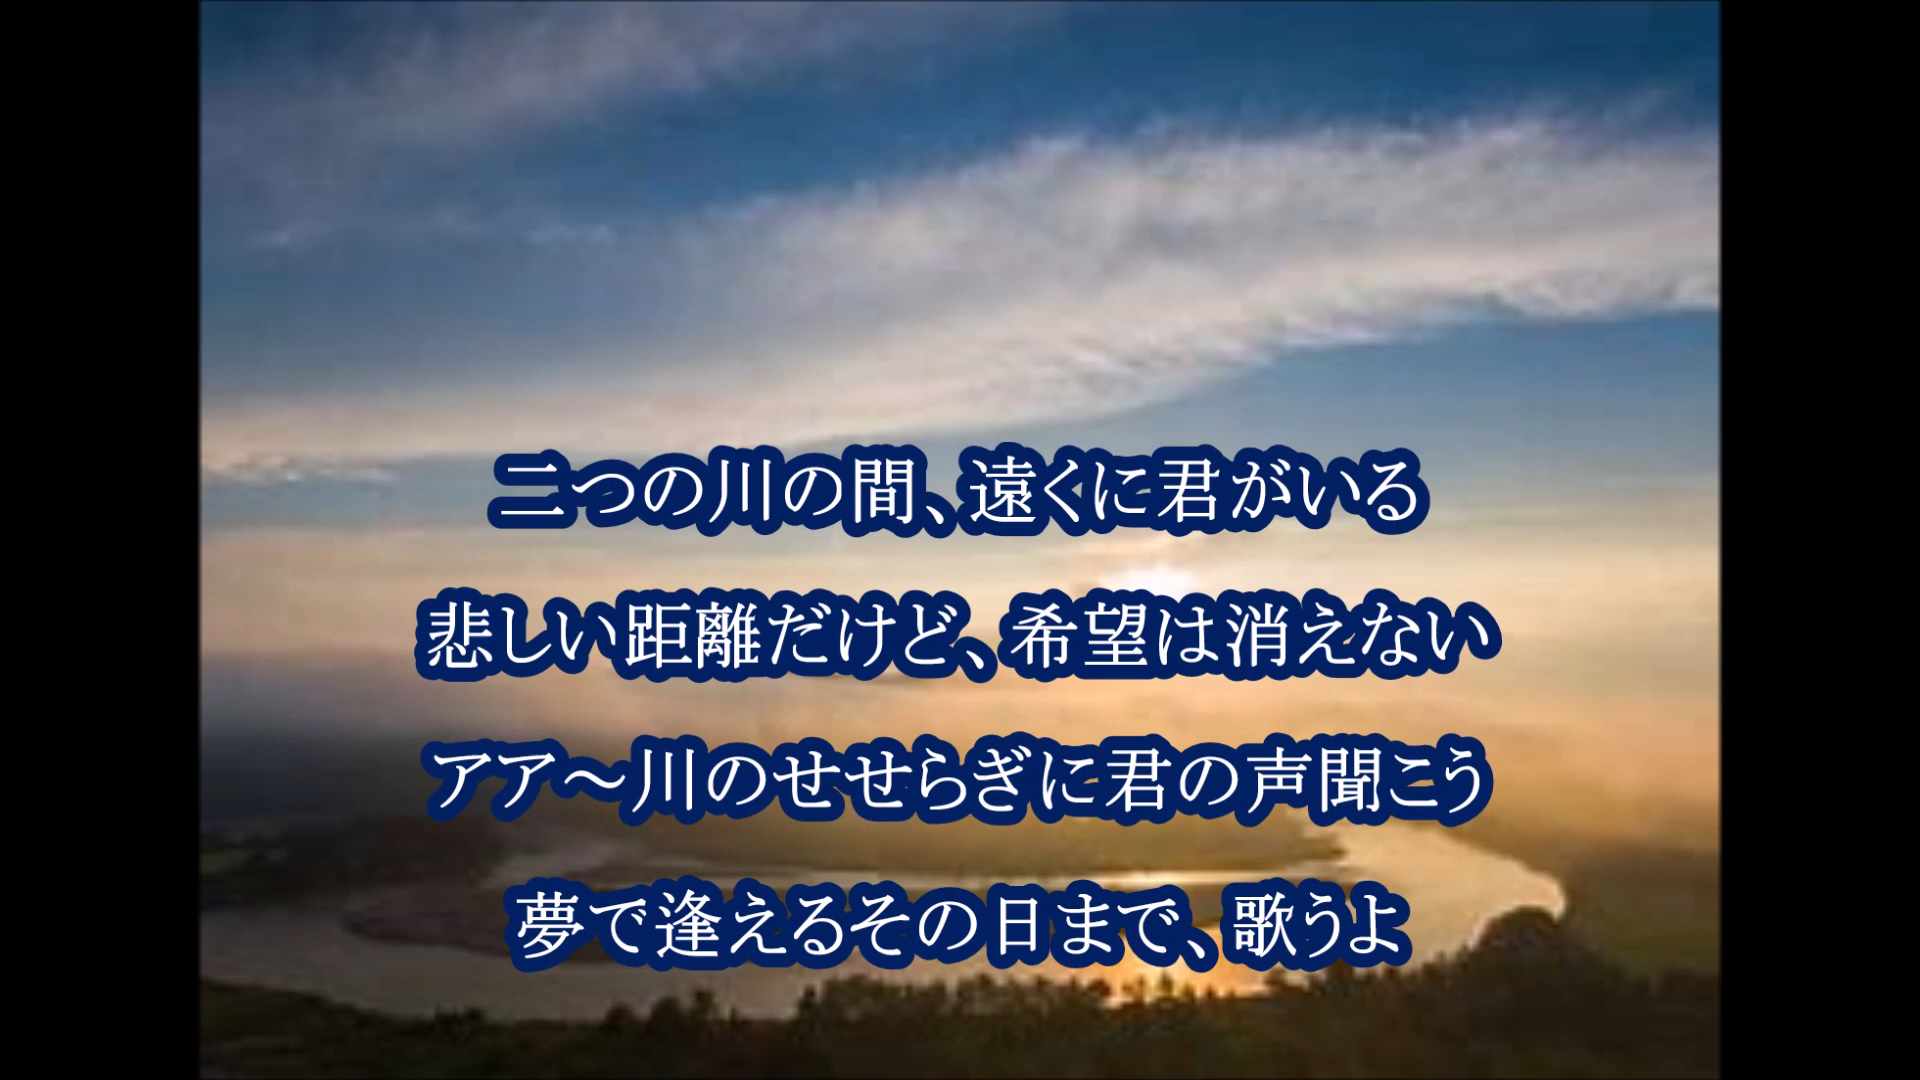 二つの川の間、遠くに君がいる
悲しい距離だけど、希望は消えない
アア～川のせせらぎに君の声聞こう
夢で逢えるその日まで、歌うよ